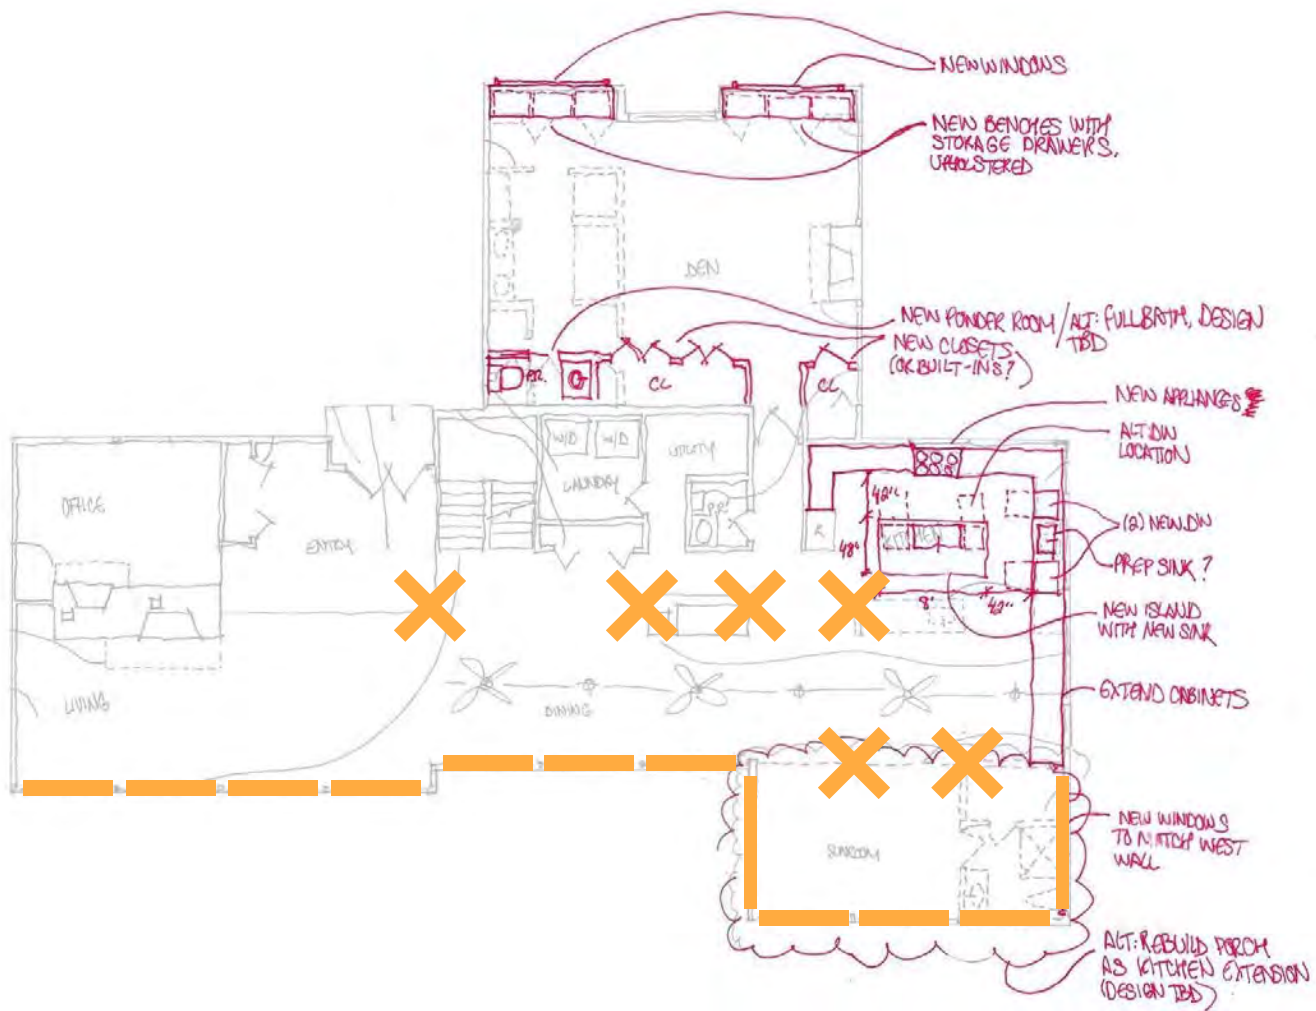 NEW WINDOWS
NEW BENCHES WITH
STORAGE DRAWERS,
UPHOLSTERED
DEN
NEW POWDER ROOM / ALT: FULL BATH, DESIGN
TBD
NEW CLOSETS
(OR BUILT-INS?)
P.R.
CL
CL
NEW APPLIANCES
ALT. DW
LOCATION
W/D
W/D
UTILITY
LAUNDRY
OFFICE
ENTRY
P.R.
R
42"
KITCHEN
48"
(2) NEW DW
PREP SINK?
8'
42"
NEW ISLAND
WITH NEW SINK
EXTEND CABINETS
LIVING
DINING
SUNROOM
NEW WINDOWS
TO MATCH WEST
WALL
ALT: REBUILD PORCH
AS KITCHEN EXTENSION
(DESIGN TBD)